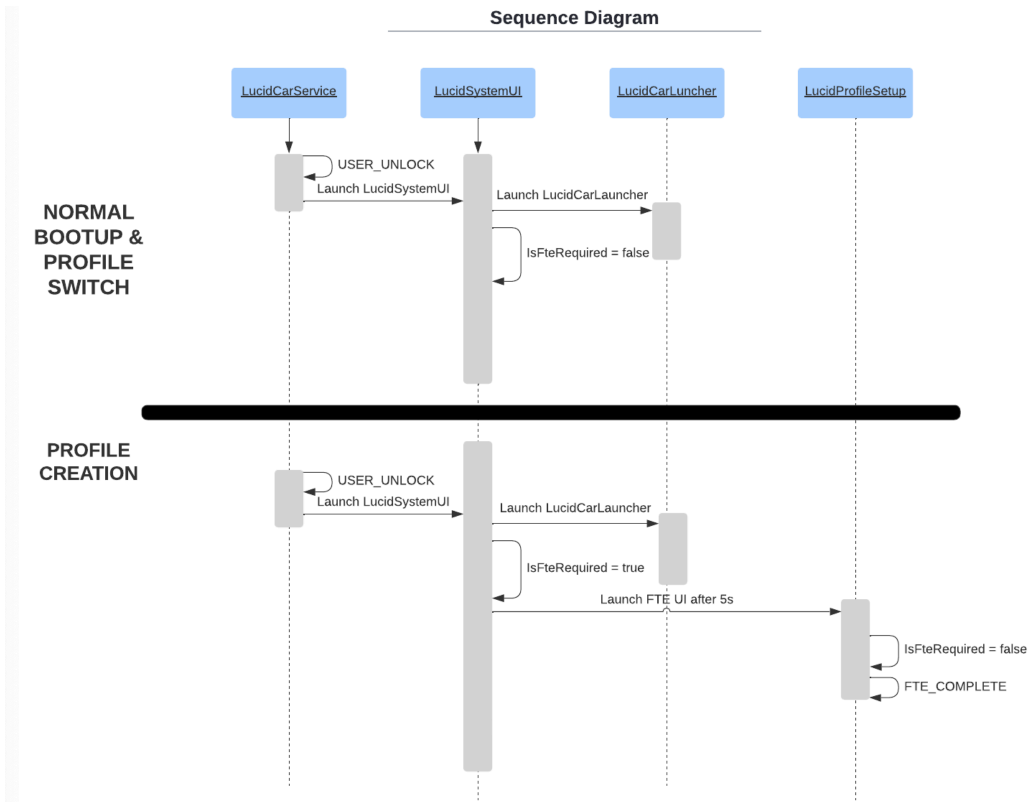 Sequence Diagram
LucidCarService
LucidSystemUI
LucidCarLuncher
LucidProfileSetup
NORMAL
BOOTUP &
PROFILE
SWITCH
USER_UNLOCK
Launch LucidSystemUI
Launch LucidCarLauncher
IsFteRequired = false
PROFILE
CREATION
USER_UNLOCK
Launch LucidSystemUI
Launch LucidCarLauncher
IsFteRequired = true
Launch FTE UI after 5s
IsFteRequired = false
FTE_COMPLETE